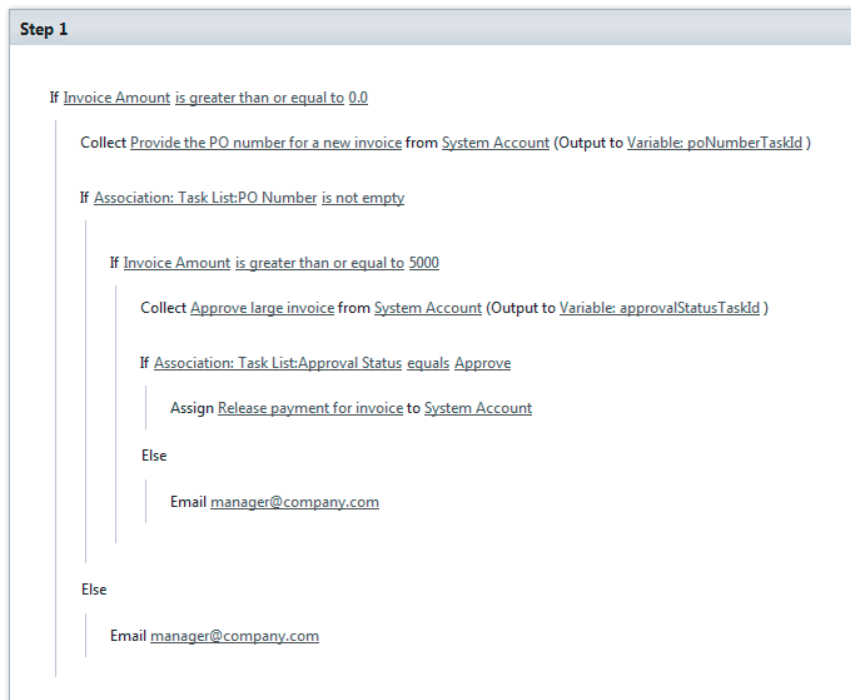 Step 1
If Invoice Amount is greater than or equal to 0.0
Collect Provide the PO number for a new invoice from System Account (Output to Variable: poNumberTaskId )
If Association: Task List:PO Number is not empty
If Invoice Amount is greater than or equal to 5000
Collect Approve large invoice from System Account (Output to Variable: approvalStatusTaskId )
If Association: Task List:Approval Status equals Approve
Assign Release payment for invoice to System Account
Else
Email manager@company.com
Else
Email manager@company.com